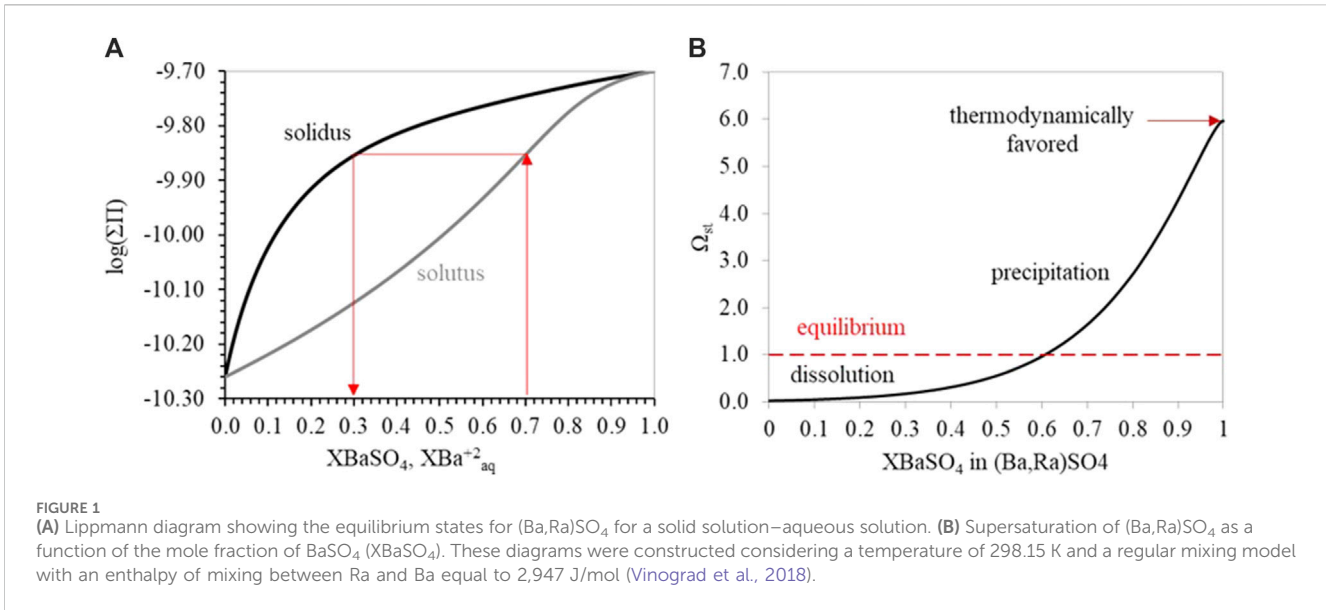 A
-9.70
-9.80
-9.90
-10.00
-10.10
-10.20
-10.30
log(ΣΠ)
solidus
solutus
0.0 0.1 0.2 0.3 0.4 0.5 0.6 0.7 0.8 0.9 1.0
XBaSO₄, XBa⁺²aq
B
7.0
6.0
5.0
4.0
3.0
2.0
1.0
0.0
Ωst
thermodynamically
favored
precipitation
equilibrium
dissolution
0 0.1 0.2 0.3 0.4 0.5 0.6 0.7 0.8 0.9 1
XBaSO₄ in (Ba,Ra)SO4
FIGURE 1
(A) Lippmann diagram showing the equilibrium states for (Ba,Ra)SO₄ for a solid solution–aqueous solution. (B) Supersaturation of (Ba,Ra)SO₄ as a
function of the mole fraction of BaSO₄ (XBaSO₄). These diagrams were constructed considering a temperature of 298.15 K and a regular mixing model
with an enthalpy of mixing between Ra and Ba equal to 2,947 J/mol (Vinograd et al., 2018).